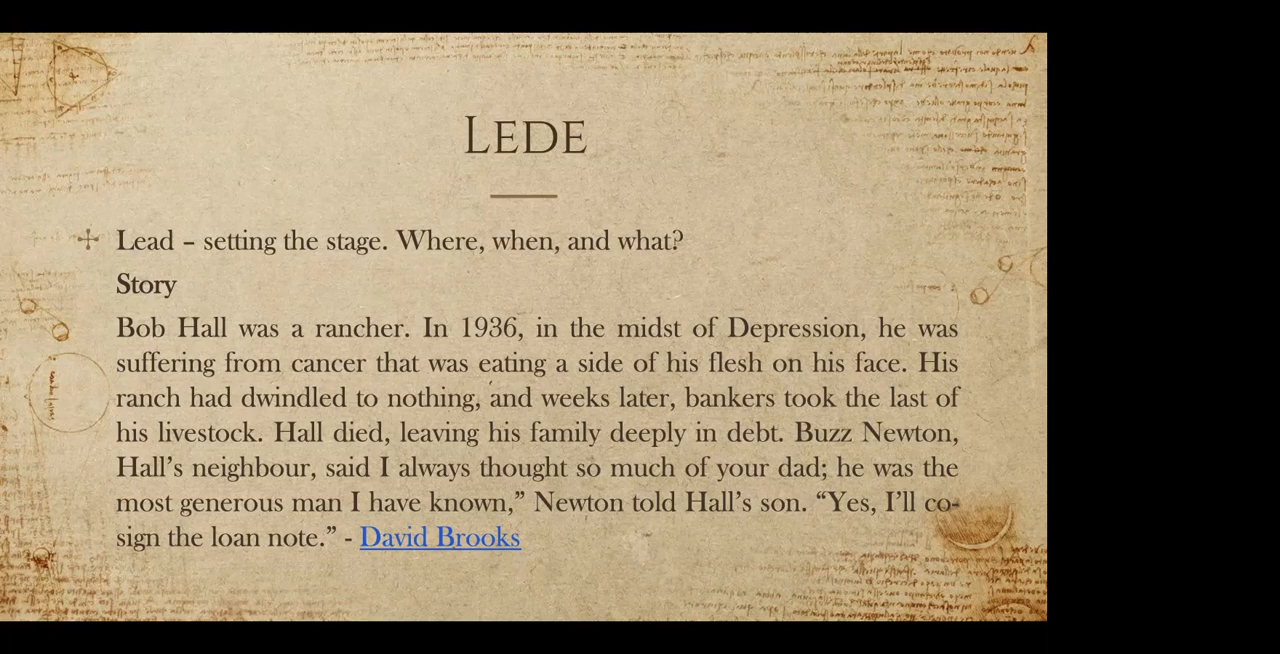 LEDE
Lead – setting the stage. Where, when, and what?
Story
Bob Hall was a rancher. In 1936, in the midst of Depression, he was
suffering from cancer that was eating a side of his flesh on his face. His
ranch had dwindled to nothing, and weeks later, bankers took the last of
his livestock. Hall died, leaving his family deeply in debt. Buzz Newton,
Hall’s neighbour, said I always thought so much of your dad; he was the
most generous man I have known,” Newton told Hall’s son. “Yes, I’ll co-
sign the loan note.” - David Brooks